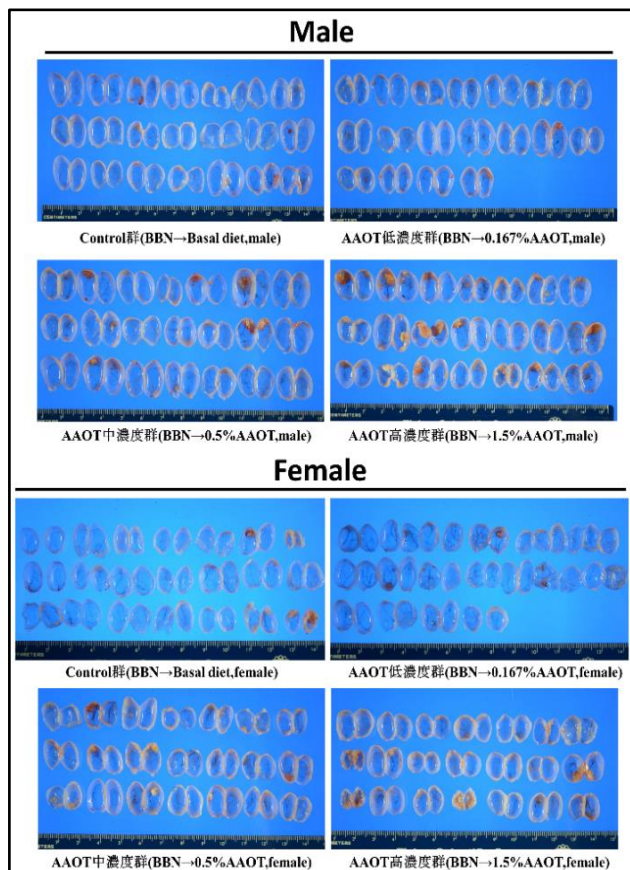 Male
Control群(BBN→Basal diet,male)
AAOT低濃度群(BBN→0.167%AAOT,male)
AAOT中濃度群(BBN→0.5%AAOT,male)
AAOT高濃度群(BBN→1.5%AAOT,male)
Female
Control群(BBN→Basal diet,female)
AAOT低濃度群(BBN→0.167%AAOT,female)
AAOT中濃度群(BBN→0.5%AAOT,female)
AAOT高濃度群(BBN→1.5%AAOT,female)